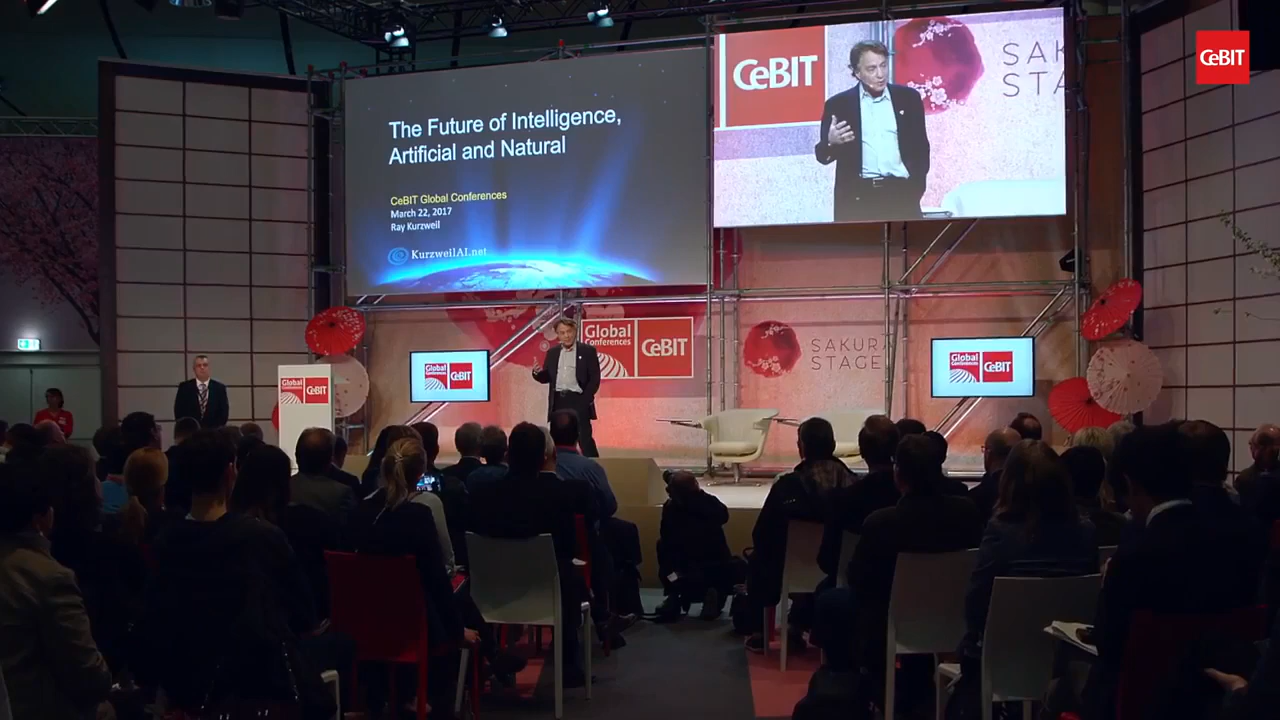 CeBIT
The Future of Intelligence,
Artificial and Natural
CeBIT Global Conferences
March 22, 2017
Ray Kurzweil
KurzweilAI.net
CeBIT
SAKU
STA
Global
Conferences
CeBIT
SAKURA
STAGE
Global
Conferences
CeBIT
Global
Conferences
CeBIT
Global
Conferences
CeBIT